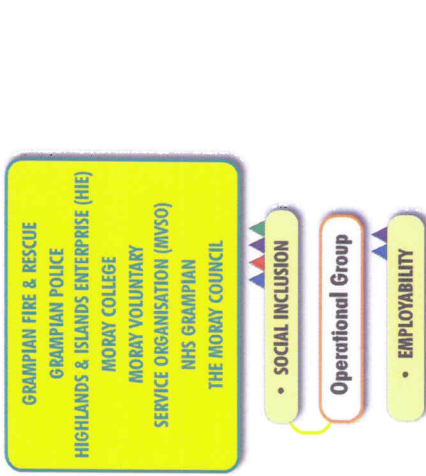 GRAMPIAN FIRE & RESCUE
GRAMPIAN POLICE
HIGHLANDS & ISLANDS ENTERPRISE (HIE)
MORAY COLLEGE
MORAY VOLUNTARY
SERVICE ORGANISATION (MVSO)
NHS GRAMPIAN
THE MORAY COUNCIL
• SOCIAL INCLUSION
Operational Group
• EMPLOYABILITY